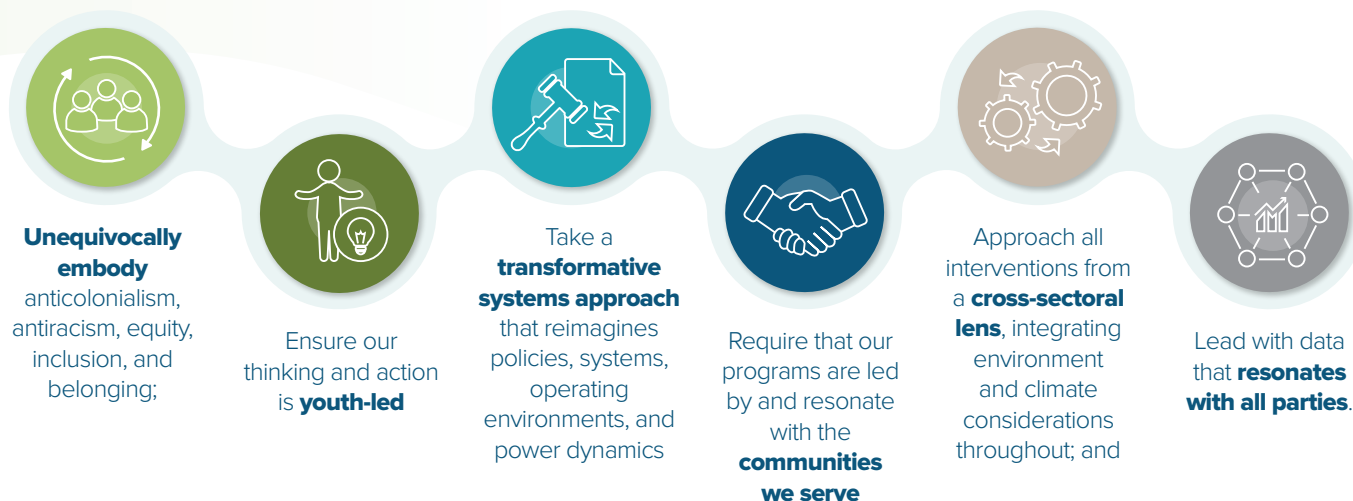 Unequivocally
embody
anticolonialism,
antiracism, equity,
inclusion, and
belonging;
Ensure our
thinking and action
is youth-led
Take a
transformative
systems approach
that reimagines
policies, systems,
operating
environments, and
power dynamics
Require that our
programs are led
by and resonate
with the
communities
we serve
Approach all
interventions from
a cross-sectoral
lens, integrating
environment
and climate
considerations
throughout; and
Lead with data
that resonates
with all parties.